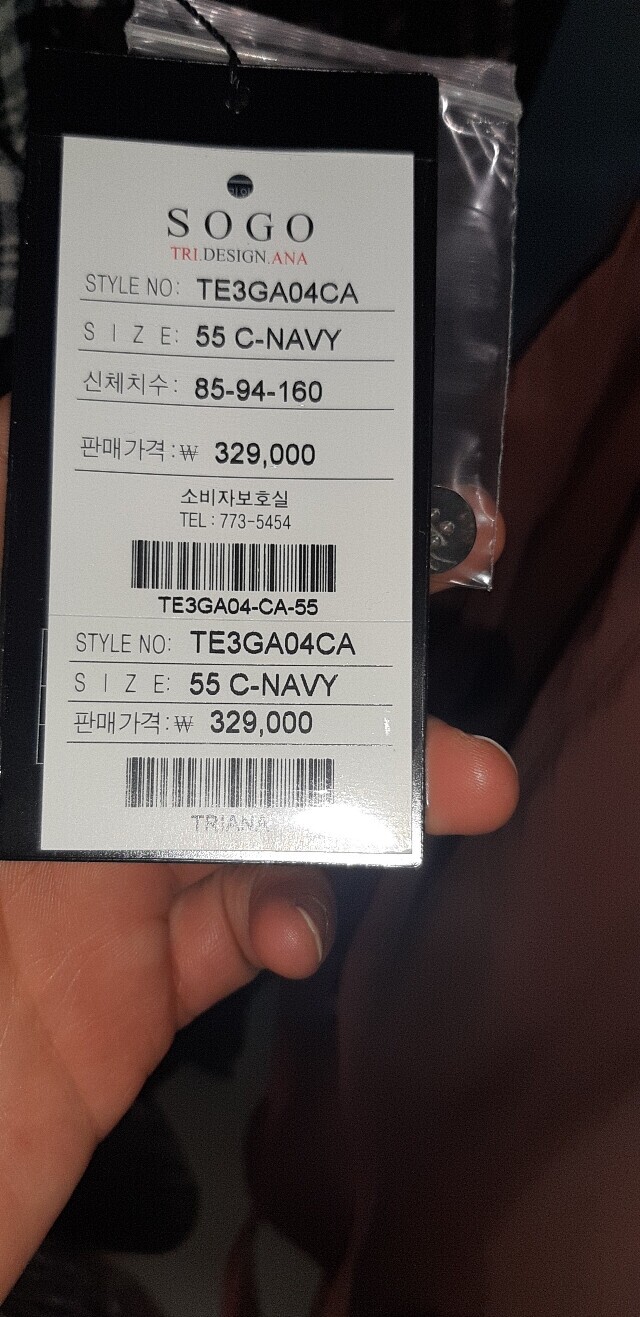 SOGO
TRI.DESIGN.ANA
STYLE NO: TE3GA04CA
SIZE: 55 C-NAVY
신체치수: 85-94-160
판매가격:₩ 329,000
소비자보호실
TEL : 773-5454
TE3GA04-CA-55
STYLE NO: TE3GA04CA
SIZE: 55 C-NAVY
판매가격:₩ 329,000
TRIANA